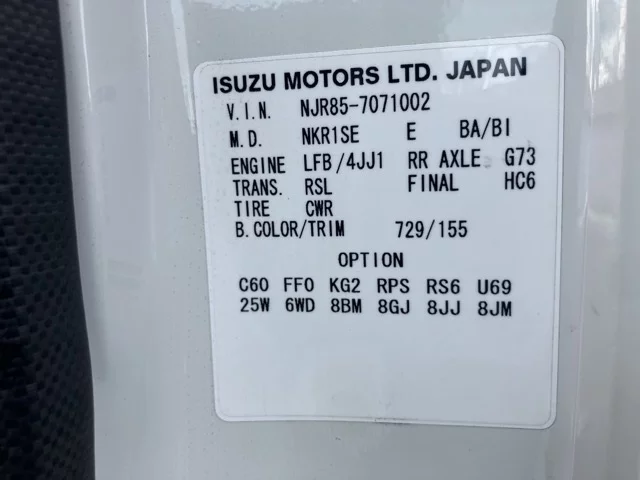 ISUZU MOTORS LTD. JAPAN
V.I.N. NJR85-7071002
M.D. NKR1SE E BA/BI
ENGINE LFB/4JJ1 RR AXLE G73
TRANS. RSL FINAL HC6
TIRE CWR
B.COLOR/TRIM 729/155
OPTION
C60 FF0 KG2 RPS RS6 U69
25W 6WD 8BM 8GJ 8JJ 8JM